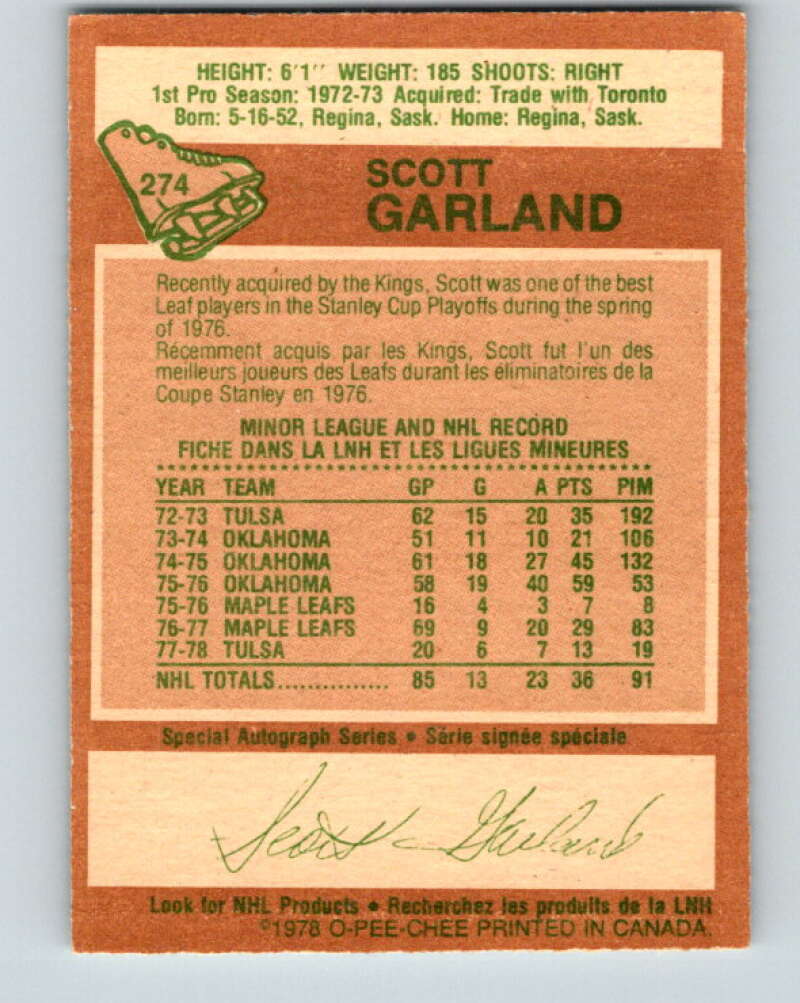 HEIGHT: 6'1" WEIGHT: 185 SHOOTS: RIGHT
1st Pro Season: 1972-73 Acquired: Trade with Toronto
Born: 5-16-52, Regina, Sask. Home: Regina, Sask.
274
SCOTT
GARLAND
Recently acquired by the Kings, Scott was one of the best
Leaf players in the Stanley Cup Playoffs during the spring
of 1976.
Récemment acquis par les Kings, Scott fut l'un des
meilleurs joueurs des Leafs durant les éliminatoires de la
Coupe Stanley en 1976.
MINOR LEAGUE AND NHL RECORD
FICHE DANS LA LNH ET LES LIGUES MINEURES
YEAR TEAM GP G A PTS PIM
72-73 TULSA 62 15 20 35 192
73-74 OKLAHOMA 51 11 10 21 106
74-75 OKLAHOMA 61 18 27 45 132
75-76 OKLAHOMA 58 19 40 59 53
75-76 MAPLE LEAFS 16 4 3 7 8
76-77 MAPLE LEAFS 69 9 20 29 83
77-78 TULSA 20 6 7 13 19
NHL TOTALS............... 85 13 23 36 91
Special Autograph Series • Série signée spéciale
Scott Garland
Look for NHL Products • Recherchez les produits de la LNH
©1978 O-PEE-CHEE PRINTED IN CANADA.